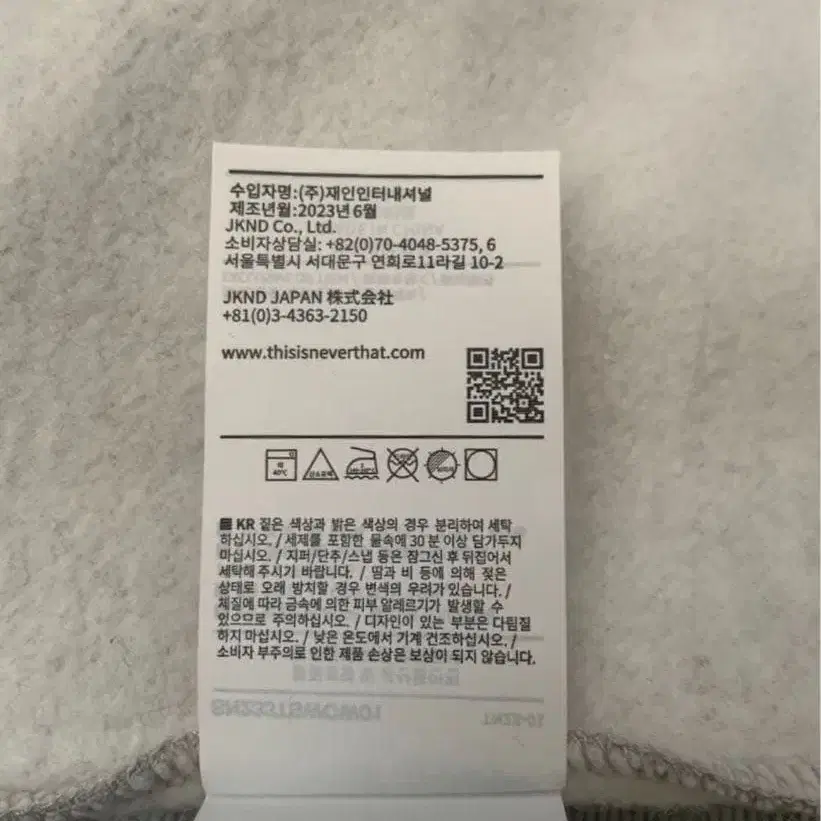 수입자명:(주)재인인터내셔널
제조년월:2023년 6월
JKND Co., Ltd.
소비자상담실: +82(0)70-4048-5375, 6
서울특별시 서대문구 연희로11라길 10-2
JKND JAPAN 株式会社
+81(0)3-4363-2150
www.thisisneverthat.com
약
40℃
산소표백
KR 짙은 색상과 밝은 색상의 경우 분리하여 세탁
하십시오. / 세제를 포함한 물속에 30분 이상 담가두지
마십시오. / 지퍼/단추/스냅 등은 잠그신 후 뒤집어서
세탁해 주시기 바랍니다. / 땀과 비 등에 의해 젖은
상태로 오래 방치할 경우 변색의 우려가 있습니다. /
체질에 따라 금속에 의한 피부 알레르기가 발생할 수
있으므로 주의하십시오. / 디자인이 있는 부분은 다림질
하지 마십시오. / 낮은 온도에서 기계 건조하십시오. /
소비자 부주의로 인한 제품 손상은 보상이 되지 않습니다.